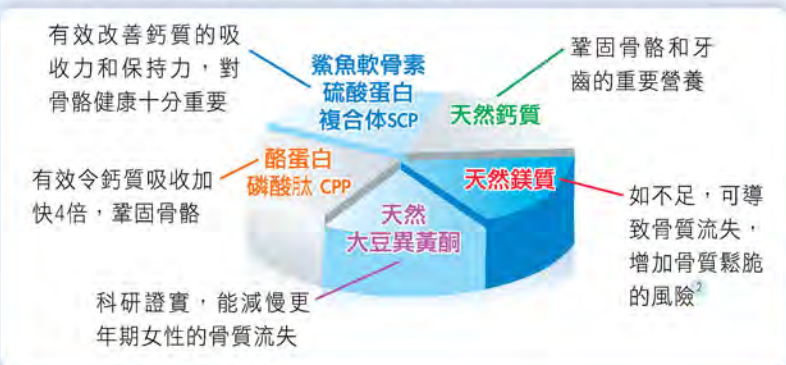 有效改善鈣質的吸
收力和保持力，對
骨骼健康十分重要
鯊魚軟骨素
硫酸蛋白
複合体SCP
鞏固骨骼和牙
齒的重要營養
天然鈣質
酪蛋白
磷酸肽 CPP
有效令鈣質吸收加
快4倍，鞏固骨骼
天然鎂質
如不足，可導
致骨質流失，
增加骨質鬆脆
的風險②
天然
大豆異黃酮
科研證實，能減慢更
年期女性的骨質流失